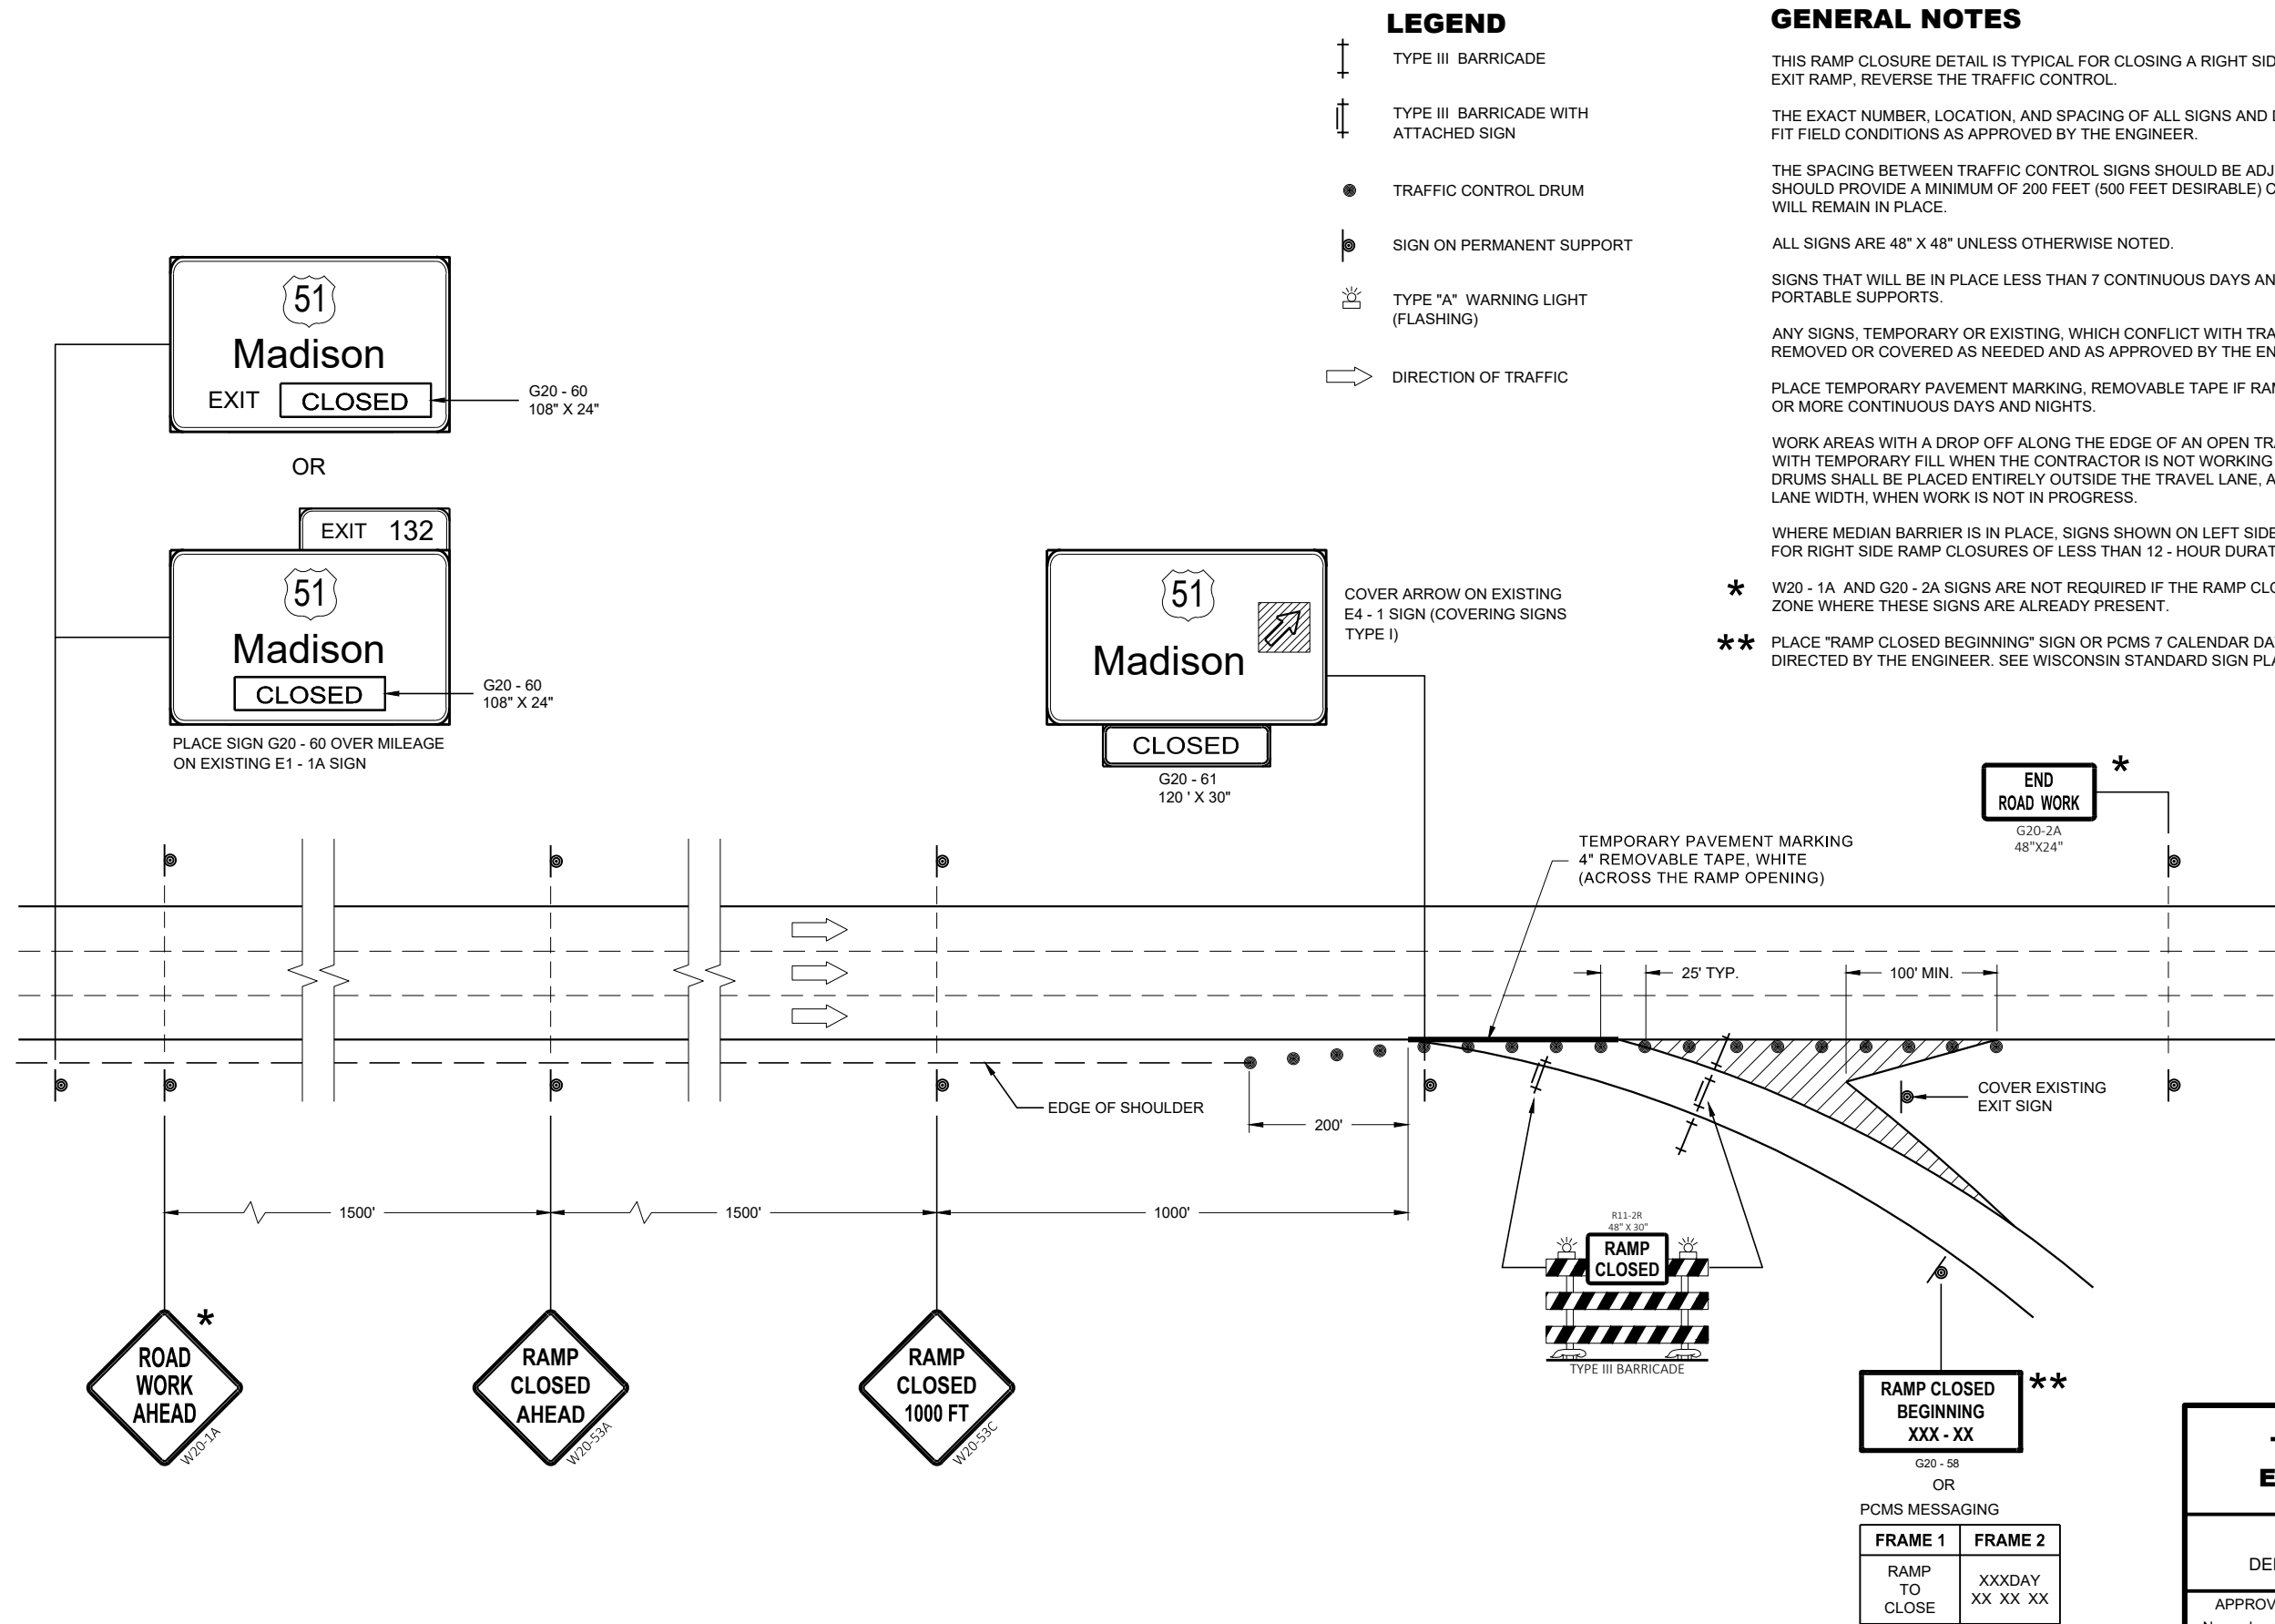 LEGEND
TYPE III BARRICADE
TYPE III BARRICADE WITH
ATTACHED SIGN
TRAFFIC CONTROL DRUM
SIGN ON PERMANENT SUPPORT
TYPE "A" WARNING LIGHT
(FLASHING)
DIRECTION OF TRAFFIC
GENERAL NOTES
THIS RAMP CLOSURE DETAIL IS TYPICAL FOR CLOSING A RIGHT SID
EXIT RAMP, REVERSE THE TRAFFIC CONTROL.
THE EXACT NUMBER, LOCATION, AND SPACING OF ALL SIGNS AND
FIT FIELD CONDITIONS AS APPROVED BY THE ENGINEER.
THE SPACING BETWEEN TRAFFIC CONTROL SIGNS SHOULD BE ADJ
SHOULD PROVIDE A MINIMUM OF 200 FEET (500 FEET DESIRABLE) C
WILL REMAIN IN PLACE.
ALL SIGNS ARE 48" X 48" UNLESS OTHERWISE NOTED.
SIGNS THAT WILL BE IN PLACE LESS THAN 7 CONTINUOUS DAYS AN
PORTABLE SUPPORTS.
ANY SIGNS, TEMPORARY OR EXISTING, WHICH CONFLICT WITH TRA
REMOVED OR COVERED AS NEEDED AND AS APPROVED BY THE EN
PLACE TEMPORARY PAVEMENT MARKING, REMOVABLE TAPE IF RAM
OR MORE CONTINUOUS DAYS AND NIGHTS.
WORK AREAS WITH A DROP OFF ALONG THE EDGE OF AN OPEN TRA
WITH TEMPORARY FILL WHEN THE CONTRACTOR IS NOT WORKING
DRUMS SHALL BE PLACED ENTIRELY OUTSIDE THE TRAVEL LANE, A
LANE WIDTH, WHEN WORK IS NOT IN PROGRESS.
WHERE MEDIAN BARRIER IS IN PLACE, SIGNS SHOWN ON LEFT SIDE
FOR RIGHT SIDE RAMP CLOSURES OF LESS THAN 12 - HOUR DURAT
* W20 - 1A AND G20 - 2A SIGNS ARE NOT REQUIRED IF THE RAMP CLO
ZONE WHERE THESE SIGNS ARE ALREADY PRESENT.
** PLACE "RAMP CLOSED BEGINNING" SIGN OR PCMS 7 CALENDAR DA
DIRECTED BY THE ENGINEER. SEE WISCONSIN STANDARD SIGN PLA
51
Madison
EXIT CLOSED
G20 - 60
108" X 24"
OR
EXIT 132
51
Madison
CLOSED
G20 - 60
108" X 24"
PLACE SIGN G20 - 60 OVER MILEAGE
ON EXISTING E1 - 1A SIGN
51
Madison
CLOSED
G20 - 61
120 ' X 30"
COVER ARROW ON EXISTING
E4 - 1 SIGN (COVERING SIGNS
TYPE I)
END
ROAD WORK
*
G20-2A
48"X24"
TEMPORARY PAVEMENT MARKING
4" REMOVABLE TAPE, WHITE
(ACROSS THE RAMP OPENING)
25' TYP.
100' MIN.
EDGE OF SHOULDER
200'
COVER EXISTING
EXIT SIGN
1500'
1500'
1000'
R11-2R
48" X 30"
RAMP
CLOSED
TYPE III BARRICADE
ROAD
WORK
AHEAD
*
W20-1A
RAMP
CLOSED
AHEAD
W20-53A
RAMP
CLOSED
1000 FT
W20-53C
RAMP CLOSED
BEGINNING
XXX - XX
**
G20 - 58
OR
PCMS MESSAGING
FRAME 1 FRAME 2
RAMP
TO
CLOSE
XXXDAY
XX XX XX
E
DE
APPROV